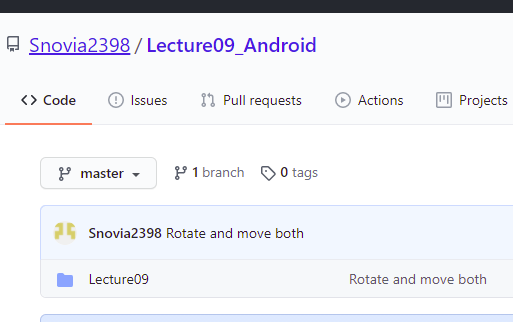 Snovia2398 / Lecture09_Android
Code Issues Pull requests Actions Projects
master 1 branch 0 tags
Snovia2398 Rotate and move both
Lecture09 Rotate and move both